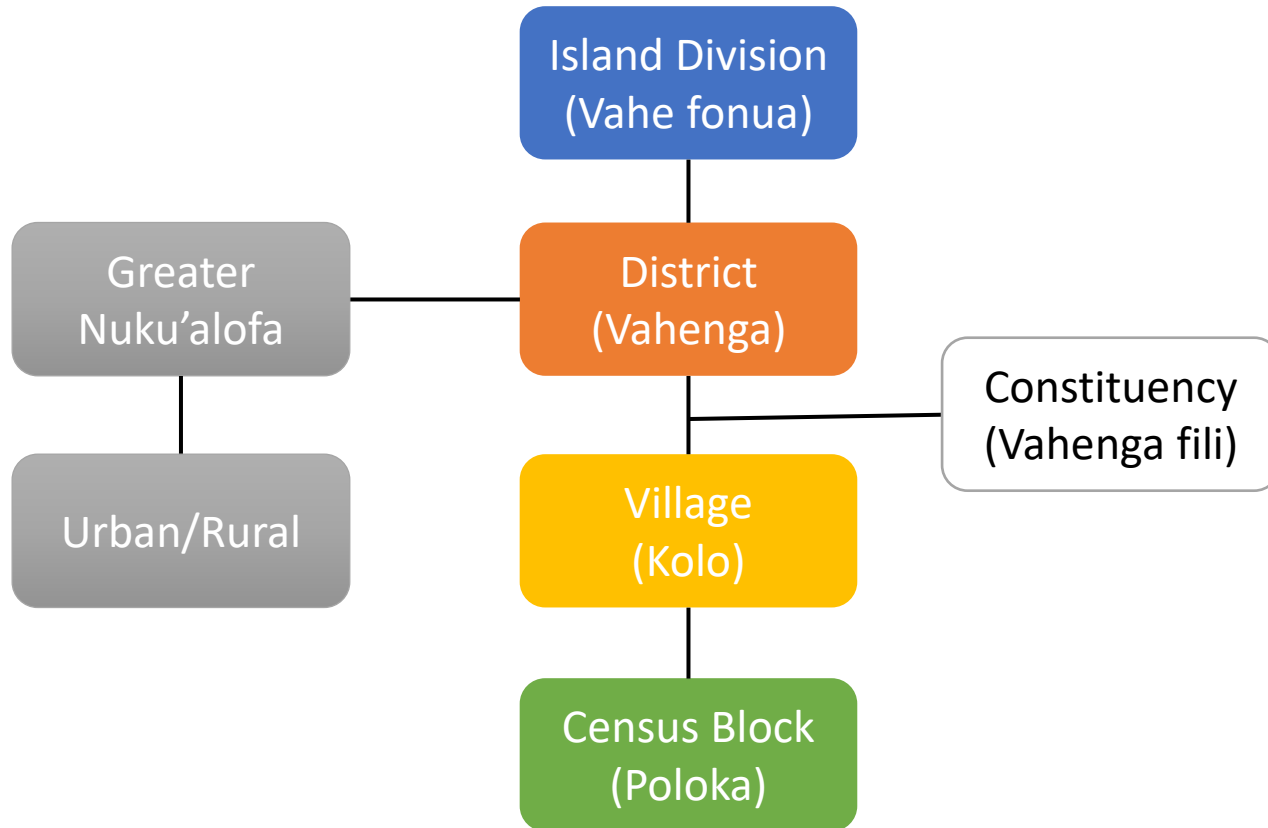 Island Division
(Vahe fonua)
Greater
Nuku’alofa
District
(Vahenga)
Constituency
(Vahenga fili)
Urban/Rural
Village
(Kolo)
Census Block
(Poloka)